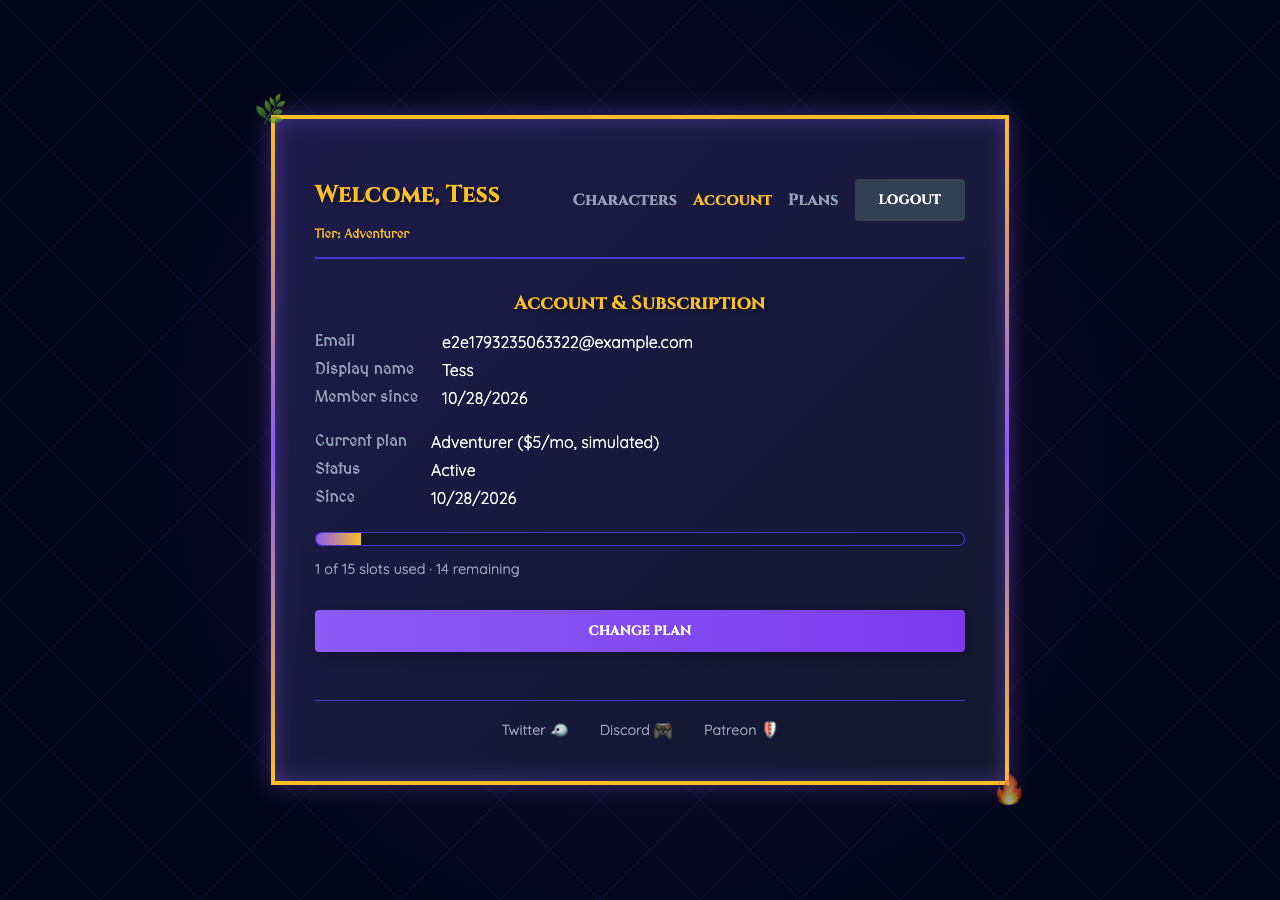 Welcome, Tess
Characters Account Plans LOGOUT
Tier: Adventurer
Account & Subscription
Email e2e1793235063322@example.com
Display name Tess
Member since 10/28/2026
Current plan Adventurer ($5/mo, simulated)
Status Active
Since 10/28/2026
1 of 15 slots used · 14 remaining
CHANGE PLAN
Twitter Discord Patreon